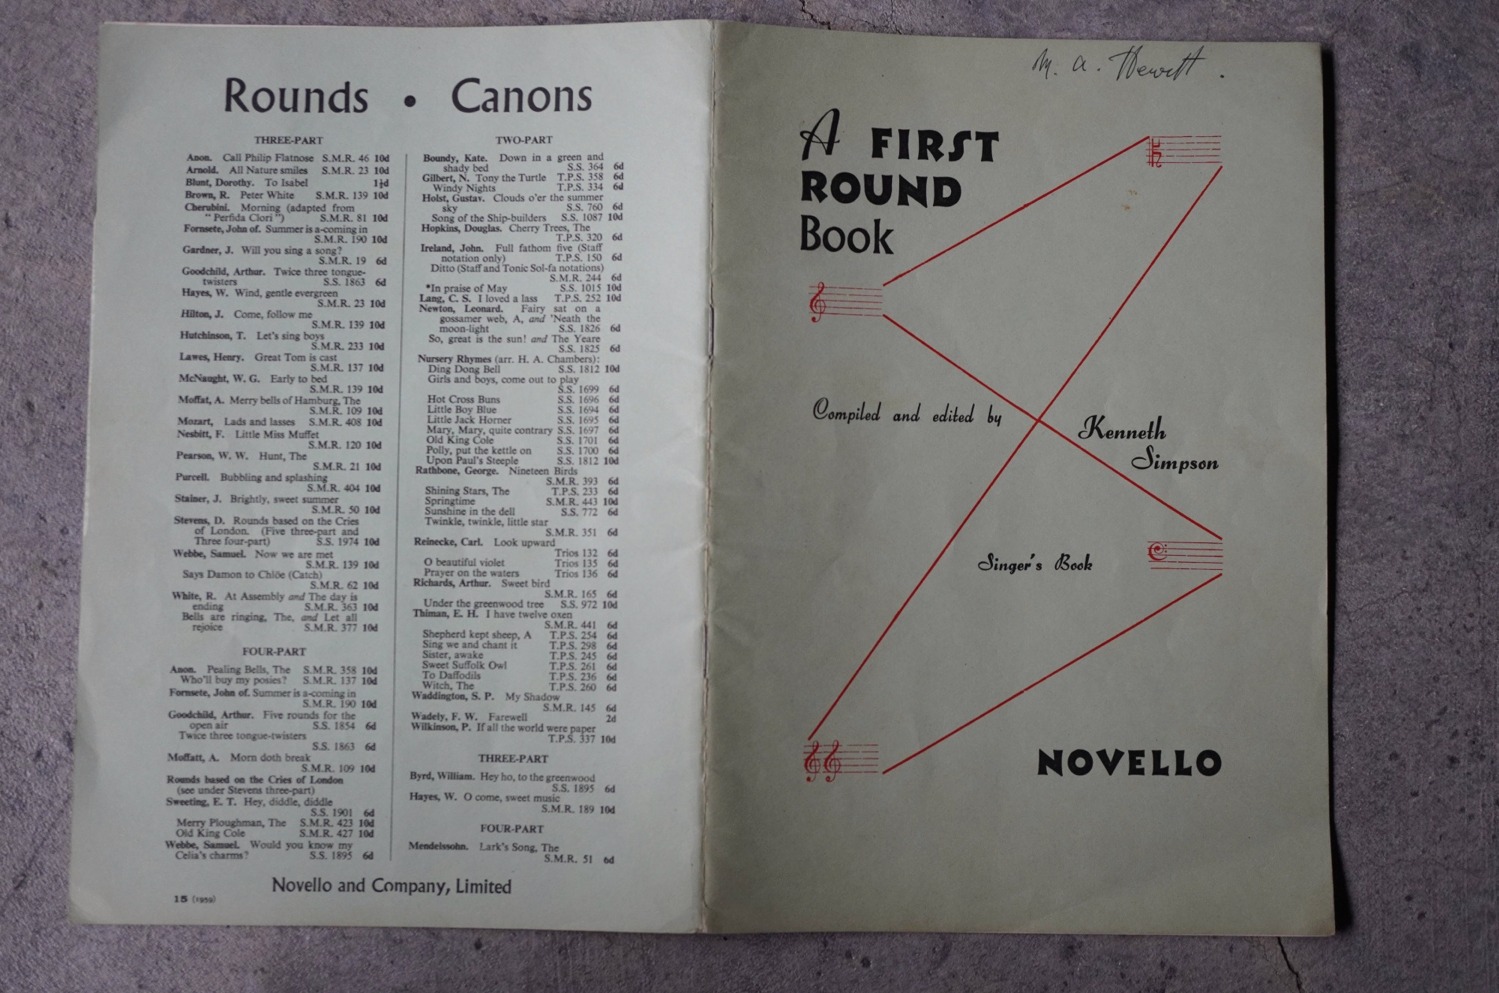 Rounds • Canons
THREE-PART
Anon. Call Philip Flatnose S.M.R. 46 10d
Arnold. All Nature smiles S.M.R. 23 10d
Blunt, Dorothy. To Isabel 1½d
Brown, R. Peter White S.M.R. 139 10d
Cherubini. Morning (adapted from
"Perfida Clori") S.M.R. 81 10d
Fornsete, John of. Summer is a-coming in
S.M.R. 190 10d
Gardner, J. Will you sing a song?
S.M.R. 19 6d
Goodchild, Arthur. Twice three tongue-
twisters S.S. 1863 6d
Hayes, W. Wind, gentle evergreen
S.M.R. 23 10d
Hilton, J. Come, follow me
S.M.R. 139 10d
Hutchinson, T. Let's sing boys
S.M.R. 233 10d
Lawes, Henry. Great Tom is cast
S.M.R. 137 10d
McNaught, W. G. Early to bed
S.M.R. 139 10d
Moffat, A. Merry bells of Hamburg, The
S.M.R. 109 10d
Mozart. Lads and lasses S.M.R. 408 10d
Nesbitt, F. Little Miss Muffet
S.M.R. 120 10d
Pearson, W. W. Hunt, The
S.M.R. 21 10d
Purcell. Bubbling and splashing
S.M.R. 404 10d
Stainer, J. Brightly, sweet summer
S.M.R. 50 10d
Stevens, D. Rounds based on the Cries
of London. (Five three-part and
Three four-part) S.S. 1974 10d
Webbe, Samuel. Now we are met
S.M.R. 139 10d
Says Damon to Chlöe (Catch)
S.M.R. 62 10d
White, R. At Assembly and The day is
ending S.M.R. 363 10d
Bells are ringing, The, and Let all
rejoice S.M.R. 377 10d
FOUR-PART
Anon. Pealing Bells, The S.M.R. 358 10d
Who'll buy my posies? S.M.R. 137 10d
Fornsete, John of. Summer is a-coming in
S.M.R. 190 10d
Goodchild, Arthur. Five rounds for the
open air S.S. 1854 6d
Twice three tongue-twisters
S.S. 1863 6d
Moffatt, A. Morn doth break
S.M.R. 109 10d
Rounds based on the Cries of London
(see under Stevens three-part)
Sweeting, E. T. Hey, diddle, diddle
S.S. 1901 6d
Merry Ploughman, The S.M.R. 423 10d
Old King Cole S.M.R. 427 10d
Webbe, Samuel. Would you know my
Celia's charms? S.S. 1895 6d
TWO-PART
Boundy, Kate. Down in a green and
shady bed S.S. 364 6d
Gilbert, N. Tony the Turtle T.P.S. 358 6d
Windy Nights T.P.S. 334 6d
Holst, Gustav. Clouds o'er the summer
sky S.S. 760 6d
Song of the Ship-builders S.S. 1087 10d
Hopkins, Douglas. Cherry Trees, The
T.P.S. 320 6d
Ireland, John. Full fathom five (Staff
notation only) T.P.S. 150 6d
Ditto (Staff and Tonic Sol-fa notations)
S.M.R. 244 6d
*In praise of May S.S. 1015 10d
Lang, C. S. I loved a lass T.P.S. 252 10d
Newton, Leonard. Fairy sat on a
gossamer web, A, and 'Neath the
moon-light S.S. 1826 6d
So, great is the sun! and The Yeare
S.S. 1825 6d
Nursery Rhymes (arr. H. A. Chambers):
Ding Dong Bell S.S. 1812 10d
Girls and boys, come out to play
S.S. 1699 6d
Hot Cross Buns S.S. 1696 6d
Little Boy Blue S.S. 1694 6d
Little Jack Horner S.S. 1695 6d
Mary, Mary, quite contrary S.S. 1697 6d
Old King Cole S.S. 1701 6d
Polly, put the kettle on S.S. 1700 6d
Upon Paul's Steeple S.S. 1812 10d
Rathbone, George. Nineteen Birds
S.M.R. 393 6d
Shining Stars, The T.P.S. 233 6d
Springtime S.M.R. 443 10d
Sunshine in the dell S.S. 772 6d
Twinkle, twinkle, little star
S.M.R. 351 6d
Reinecke, Carl. Look upward
Trios 132 6d
O beautiful violet Trios 135 6d
Prayer on the waters Trios 136 6d
Richards, Arthur. Sweet bird
S.M.R. 165 6d
Under the greenwood tree S.S. 972 10d
Thiman, E. H. I have twelve oxen
S.M.R. 441 6d
Shepherd kept sheep, A T.P.S. 254 6d
Sing we and chant it T.P.S. 298 6d
Sister, awake T.P.S. 245 6d
Sweet Suffolk Owl T.P.S. 261 6d
To Daffodils T.P.S. 236 6d
Witch, The T.P.S. 260 6d
Waddington, S. P. My Shadow
S.M.R. 145 6d
Wadely, F. W. Farewell 2d
Wilkinson, P. If all the world were paper
T.P.S. 337 10d
THREE-PART
Byrd, William. Hey ho, to the greenwood
S.S. 1895 6d
Hayes, W. O come, sweet music
S.M.R. 189 10d
FOUR-PART
Mendelssohn. Lark's Song, The
S.M.R. 51 6d
Novello and Company, Limited
15 (1959)
M. A. Hewitt.
A FIRST
ROUND
Book
Compiled and edited by
Kenneth
Simpson
Singer's Book
NOVELLO